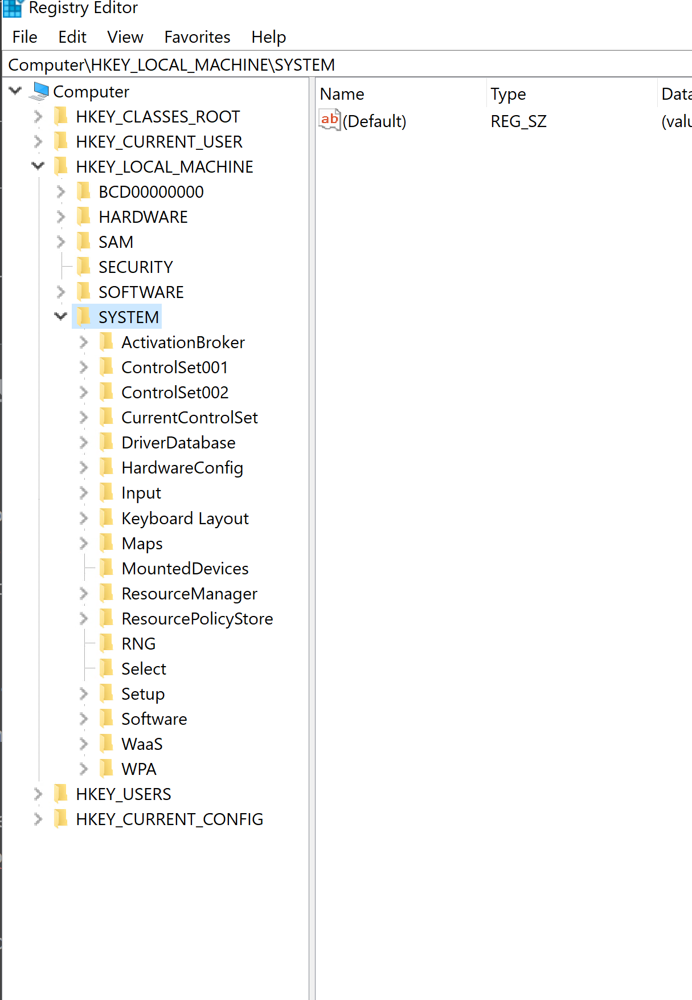 Registry Editor
File Edit View Favorites Help
Computer\HKEY_LOCAL_MACHINE\SYSTEM
Computer
HKEY_CLASSES_ROOT
HKEY_CURRENT_USER
HKEY_LOCAL_MACHINE
BCD00000000
HARDWARE
SAM
SECURITY
SOFTWARE
SYSTEM
ActivationBroker
ControlSet001
ControlSet002
CurrentControlSet
DriverDatabase
HardwareConfig
Input
Keyboard Layout
Maps
MountedDevices
ResourceManager
ResourcePolicyStore
RNG
Select
Setup
Software
WaaS
WPA
HKEY_USERS
HKEY_CURRENT_CONFIG
Name Type Data
ab (Default) REG_SZ (valu